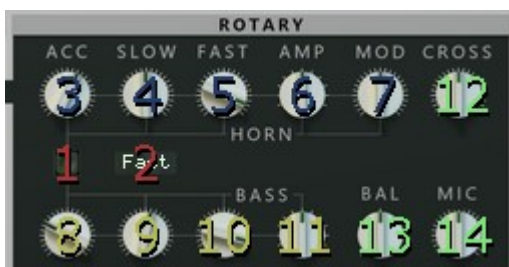 ROTARY
ACC SLOW FAST AMP MOD CROSS
3 4 5 6 7 12
HORN
1 2 Fast
BASS BAL MIC
8 9 10 11 13 14